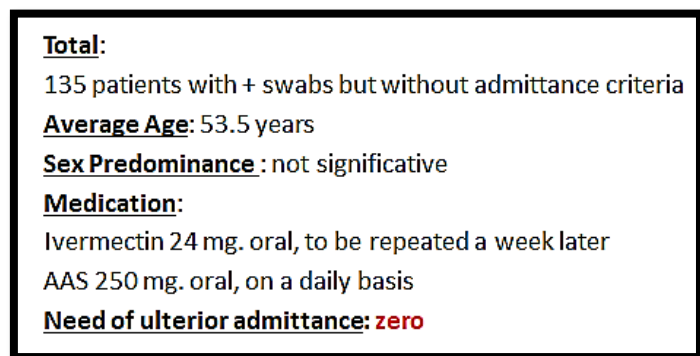 Total:
135 patients with + swabs but without admittance criteria
Average Age: 53.5 years
Sex Predominance : not significative
Medication:
Ivermectin 24 mg. oral, to be repeated a week later
AAS 250 mg. oral, on a daily basis
Need of ulterior admittance: zero